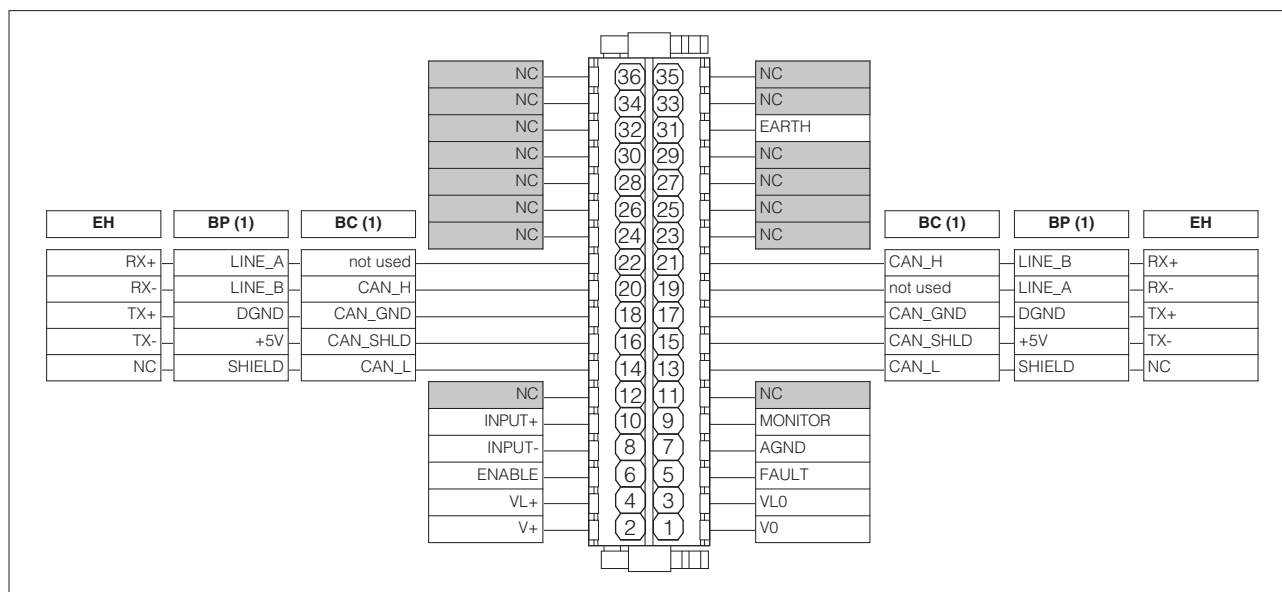 NC 36 35 NC
NC 34 33 NC
NC 32 31 EARTH
NC 30 29 NC
NC 28 27 NC
NC 26 25 NC
EH BP (1) BC (1) NC 24 23 NC BC (1) BP (1) EH
RX+ LINE_A not used 22 21 CAN_H LINE_B RX+
RX- LINE_B CAN_H 20 19 not used LINE_A RX-
TX+ DGND CAN_GND 18 17 CAN_GND DGND TX+
TX- +5V CAN_SHLD 16 15 CAN_SHLD +5V TX-
NC SHIELD CAN_L 14 13 CAN_L SHIELD NC
NC 12 11 NC
INPUT+ 10 9 MONITOR
INPUT- 8 7 AGND
ENABLE 6 5 FAULT
VL+ 4 3 VL0
V+ 2 1 V0